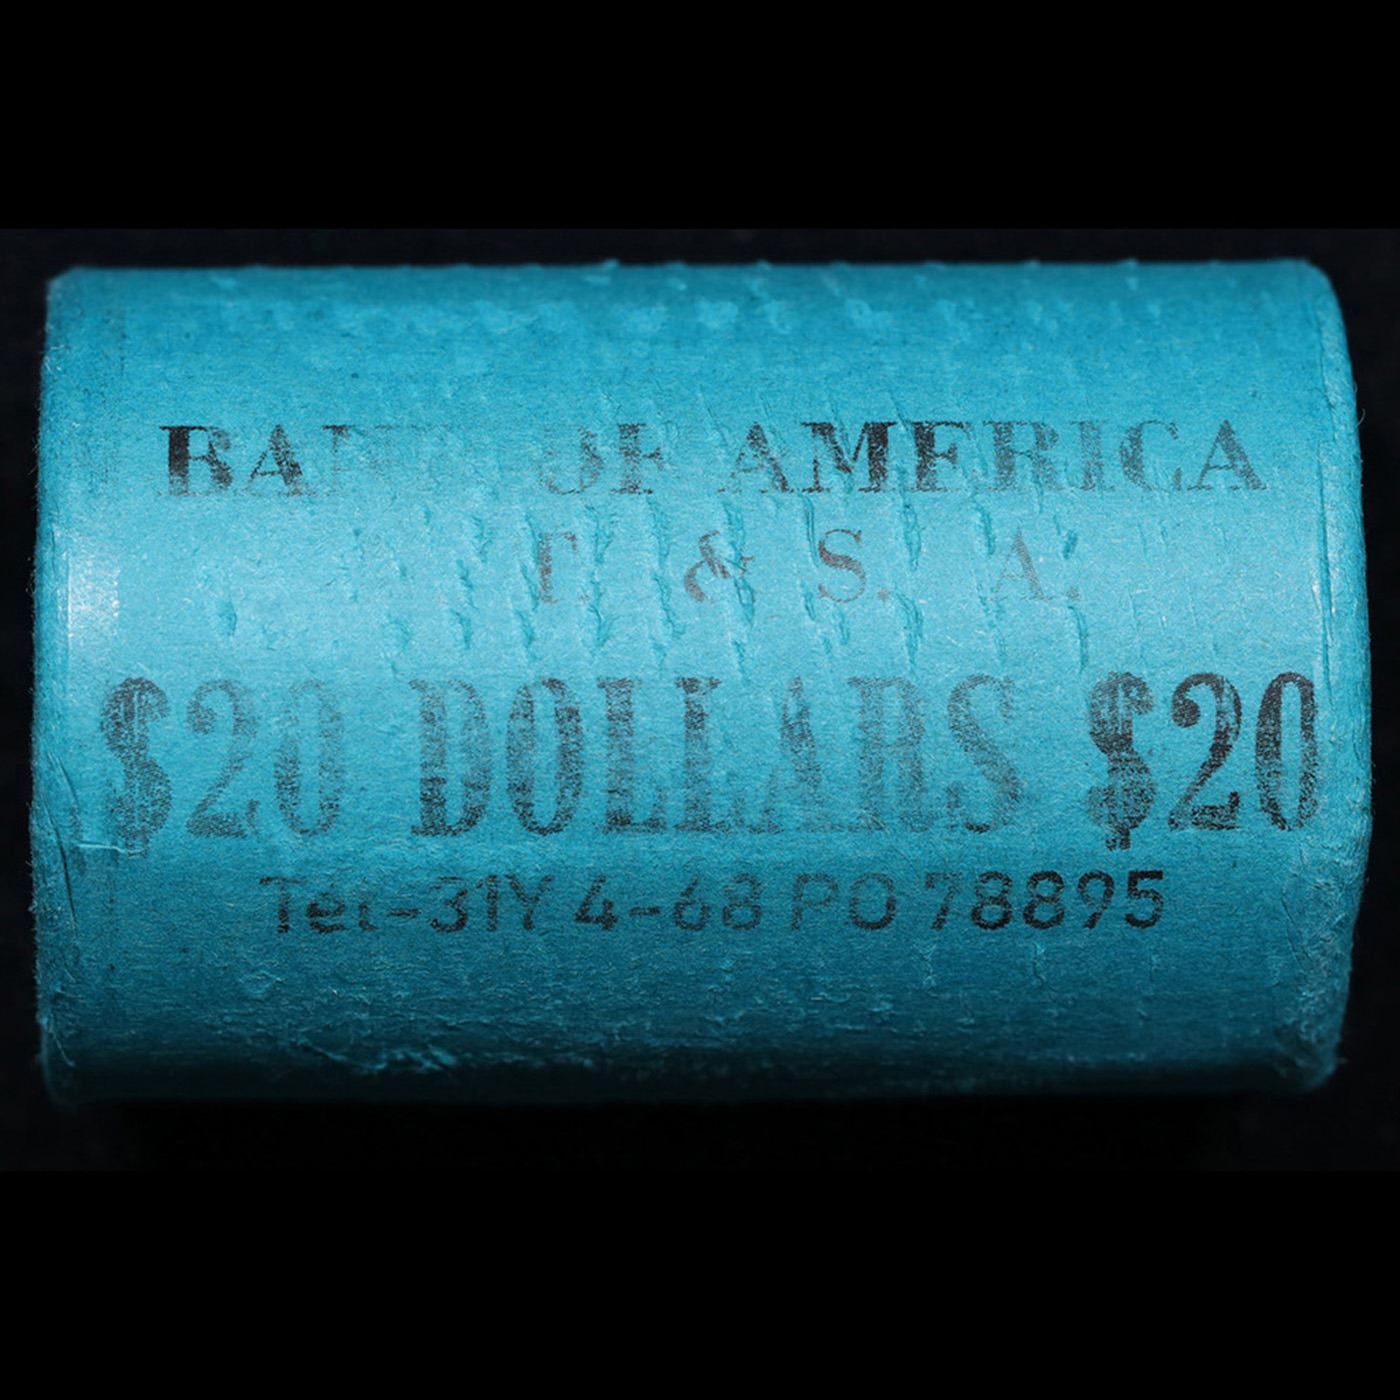 BANK OF AMERICA
T. & S. A.
$20 DOLLARS $20
Tel-31Y 4-68 PO 78895